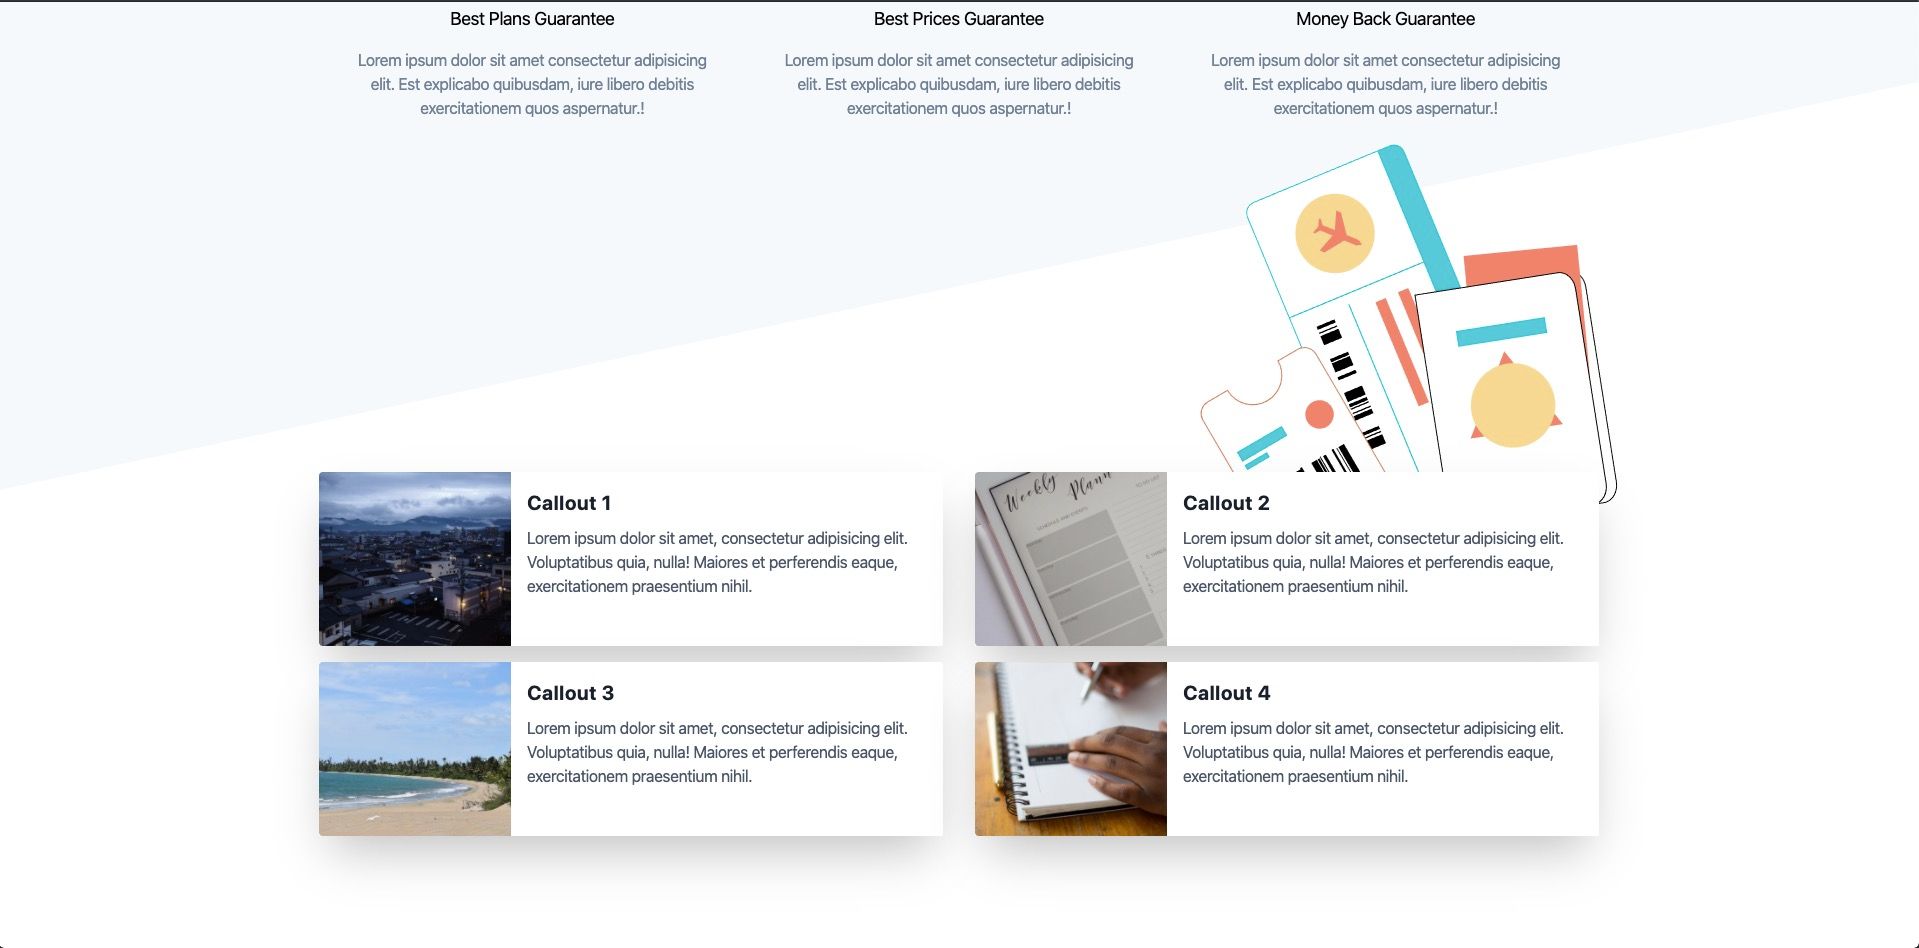 Best Plans Guarantee
Best Prices Guarantee
Money Back Guarantee
Lorem ipsum dolor sit amet consectetur adipisicing
elit. Est explicabo quibusdam, iure libero debitis
exercitationem quos aspernatur.!
Lorem ipsum dolor sit amet consectetur adipisicing
elit. Est explicabo quibusdam, iure libero debitis
exercitationem quos aspernatur.!
Lorem ipsum dolor sit amet consectetur adipisicing
elit. Est explicabo quibusdam, iure libero debitis
exercitationem quos aspernatur.!
Callout 1
Lorem ipsum dolor sit amet, consectetur adipisicing elit.
Voluptatibus quia, nulla! Maiores et perferendis eaque,
exercitationem praesentium nihil.
Weekly Plann
TO MY LIST
SCHEDULE AND EVENTS
Callout 2
Lorem ipsum dolor sit amet, consectetur adipisicing elit.
Voluptatibus quia, nulla! Maiores et perferendis eaque,
exercitationem praesentium nihil.
Callout 3
Lorem ipsum dolor sit amet, consectetur adipisicing elit.
Voluptatibus quia, nulla! Maiores et perferendis eaque,
exercitationem praesentium nihil.
Callout 4
Lorem ipsum dolor sit amet, consectetur adipisicing elit.
Voluptatibus quia, nulla! Maiores et perferendis eaque,
exercitationem praesentium nihil.